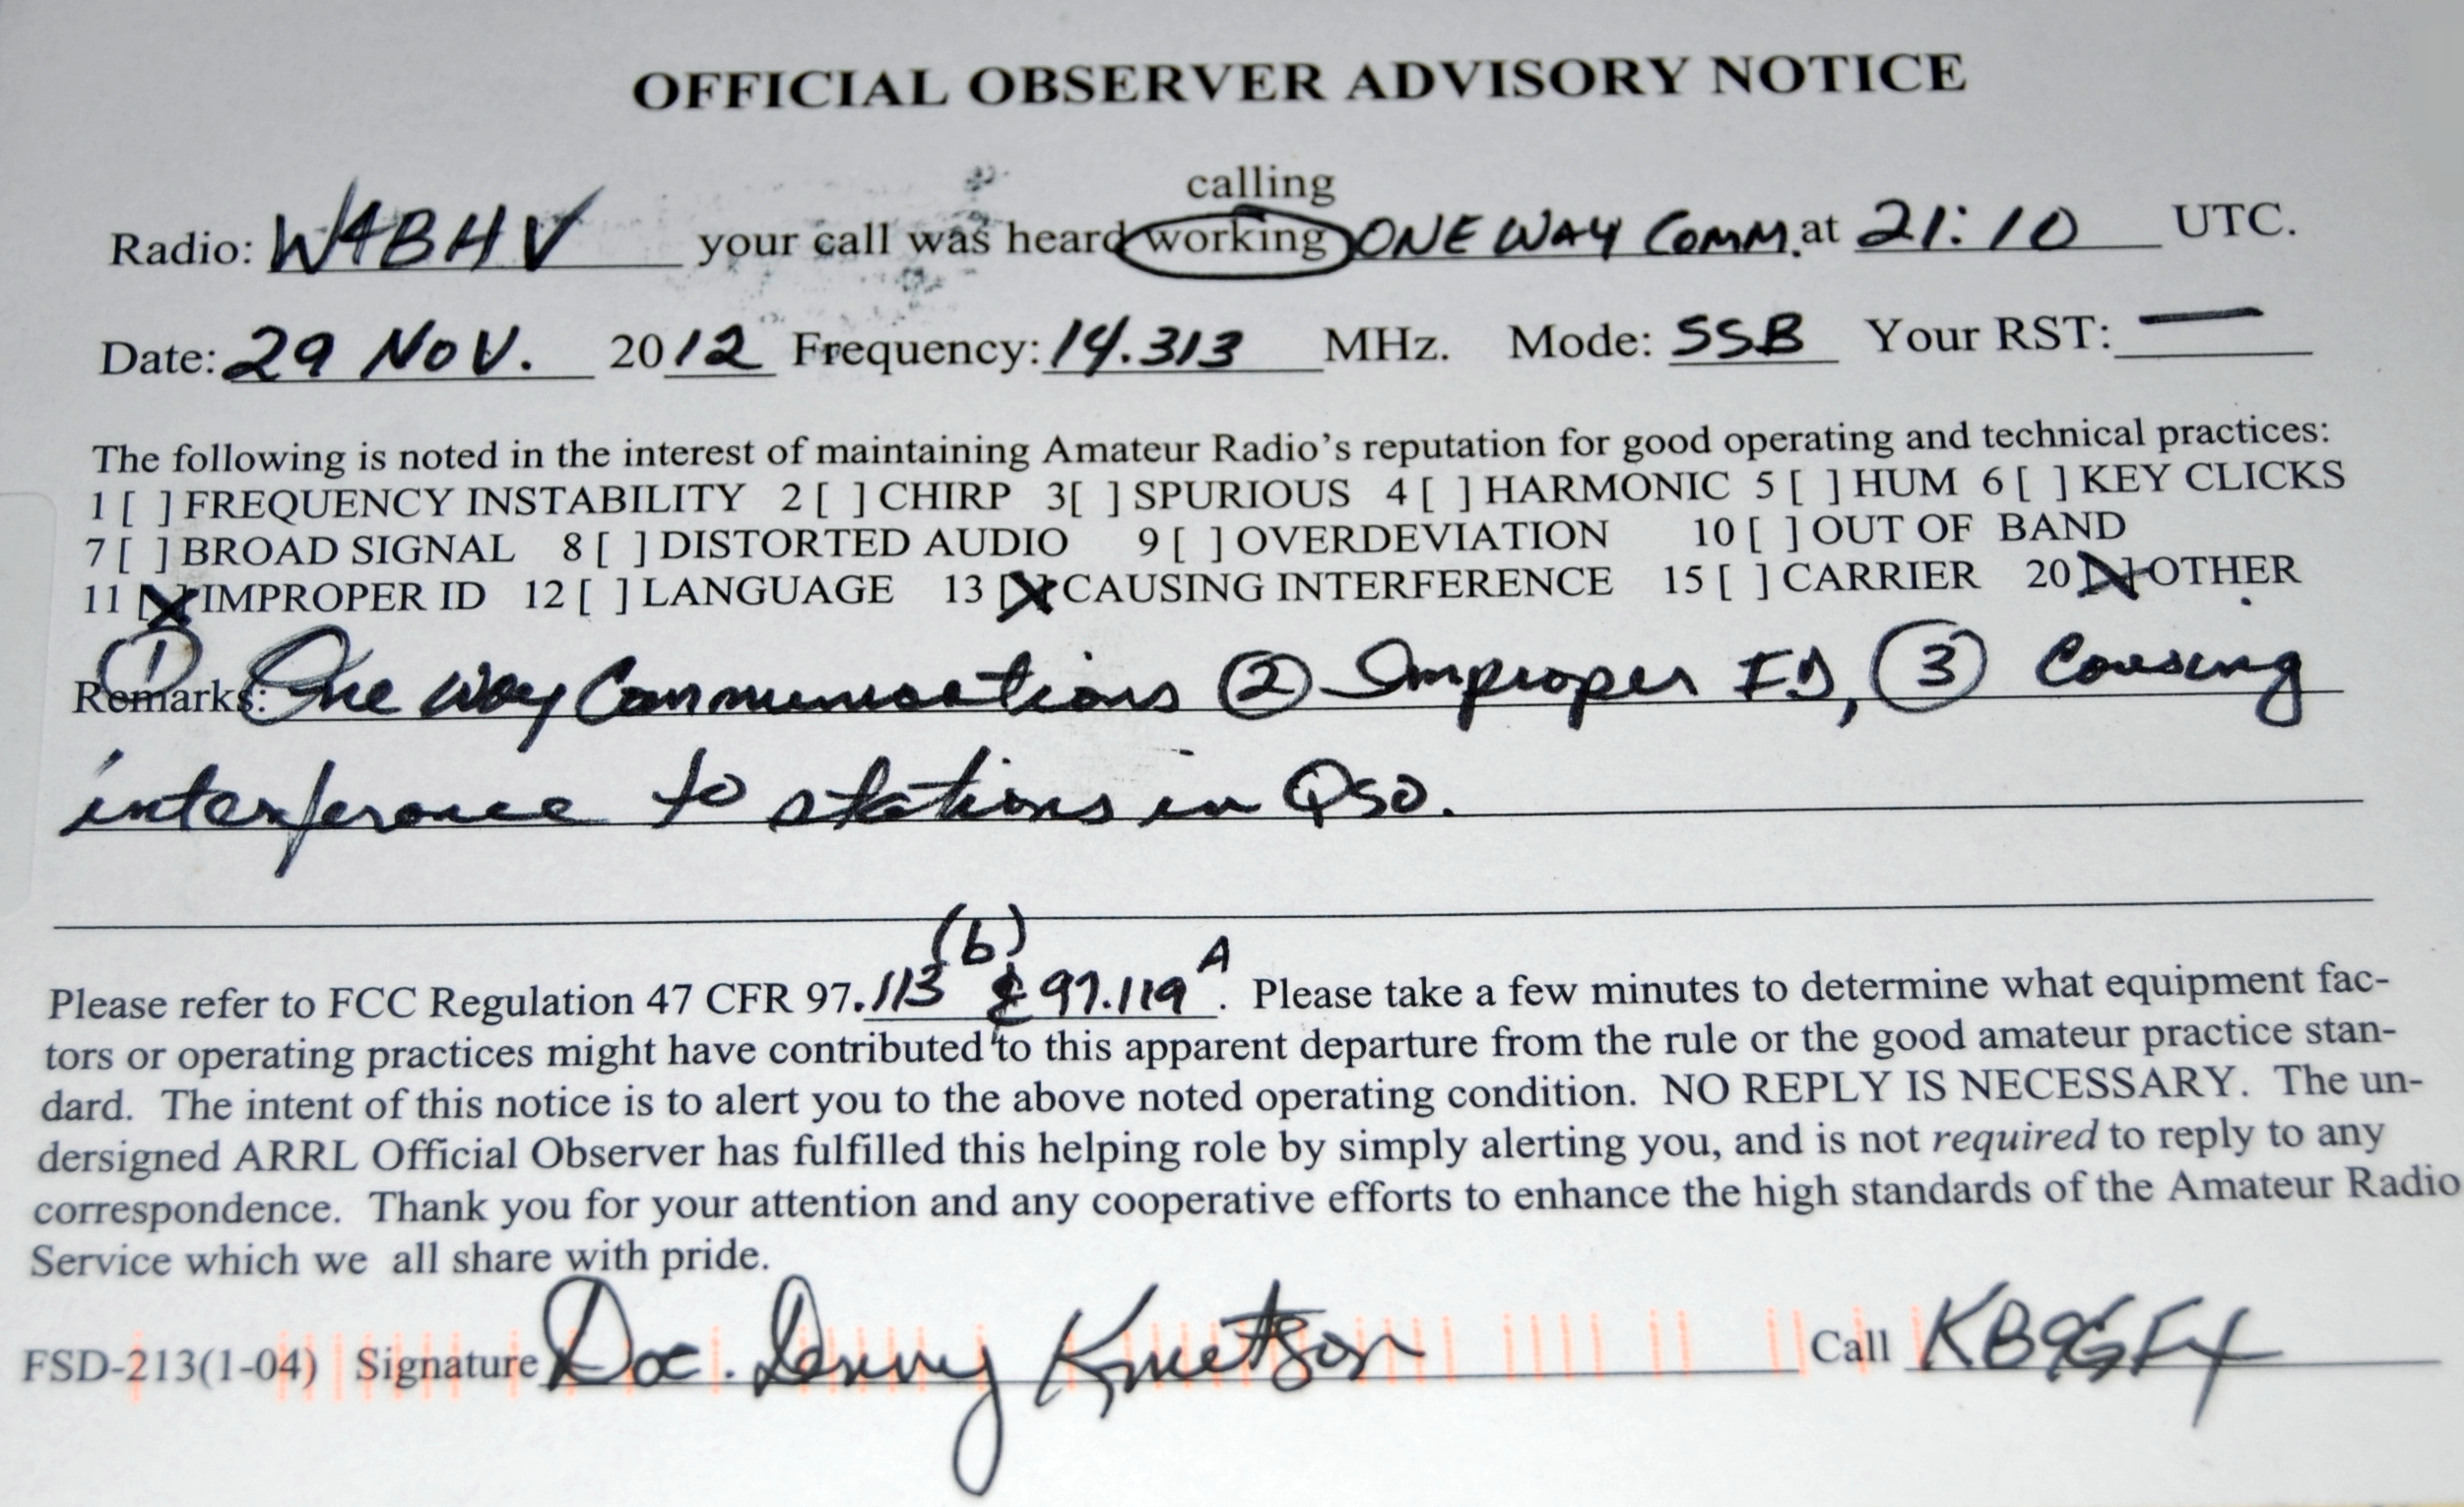 OFFICIAL OBSERVER ADVISORY NOTICE
calling
Radio: W4BHV your call was heard working ONE WAY COMM. at 21:10 UTC.
Date: 29 NOV. 2012 Frequency: 14.313 MHz. Mode: SSB Your RST: —
The following is noted in the interest of maintaining Amateur Radio's reputation for good operating and technical practices:
1 [ ] FREQUENCY INSTABILITY 2 [ ] CHIRP 3[ ] SPURIOUS 4 [ ] HARMONIC 5 [ ] HUM 6 [ ] KEY CLICKS
7 [ ] BROAD SIGNAL 8 [ ] DISTORTED AUDIO 9 [ ] OVERDEVIATION 10 [ ] OUT OF BAND
11 [X] IMPROPER ID 12 [ ] LANGUAGE 13 [X] CAUSING INTERFERENCE 15 [ ] CARRIER 20 [X] OTHER
Remarks: ① One Way Communications ② Improper ID, ③ Causing
interference to stations in QSO.
Please refer to FCC Regulation 47 CFR 97.113 (b) & 97.119 A. Please take a few minutes to determine what equipment fac-
tors or operating practices might have contributed to this apparent departure from the rule or the good amateur practice stan-
dard. The intent of this notice is to alert you to the above noted operating condition. NO REPLY IS NECESSARY. The un-
dersigned ARRL Official Observer has fulfilled this helping role by simply alerting you, and is not required to reply to any
correspondence. Thank you for your attention and any cooperative efforts to enhance the high standards of the Amateur Radio
Service which we all share with pride.
FSD-213(1-04) Signature Doc. Denny Knutson Call